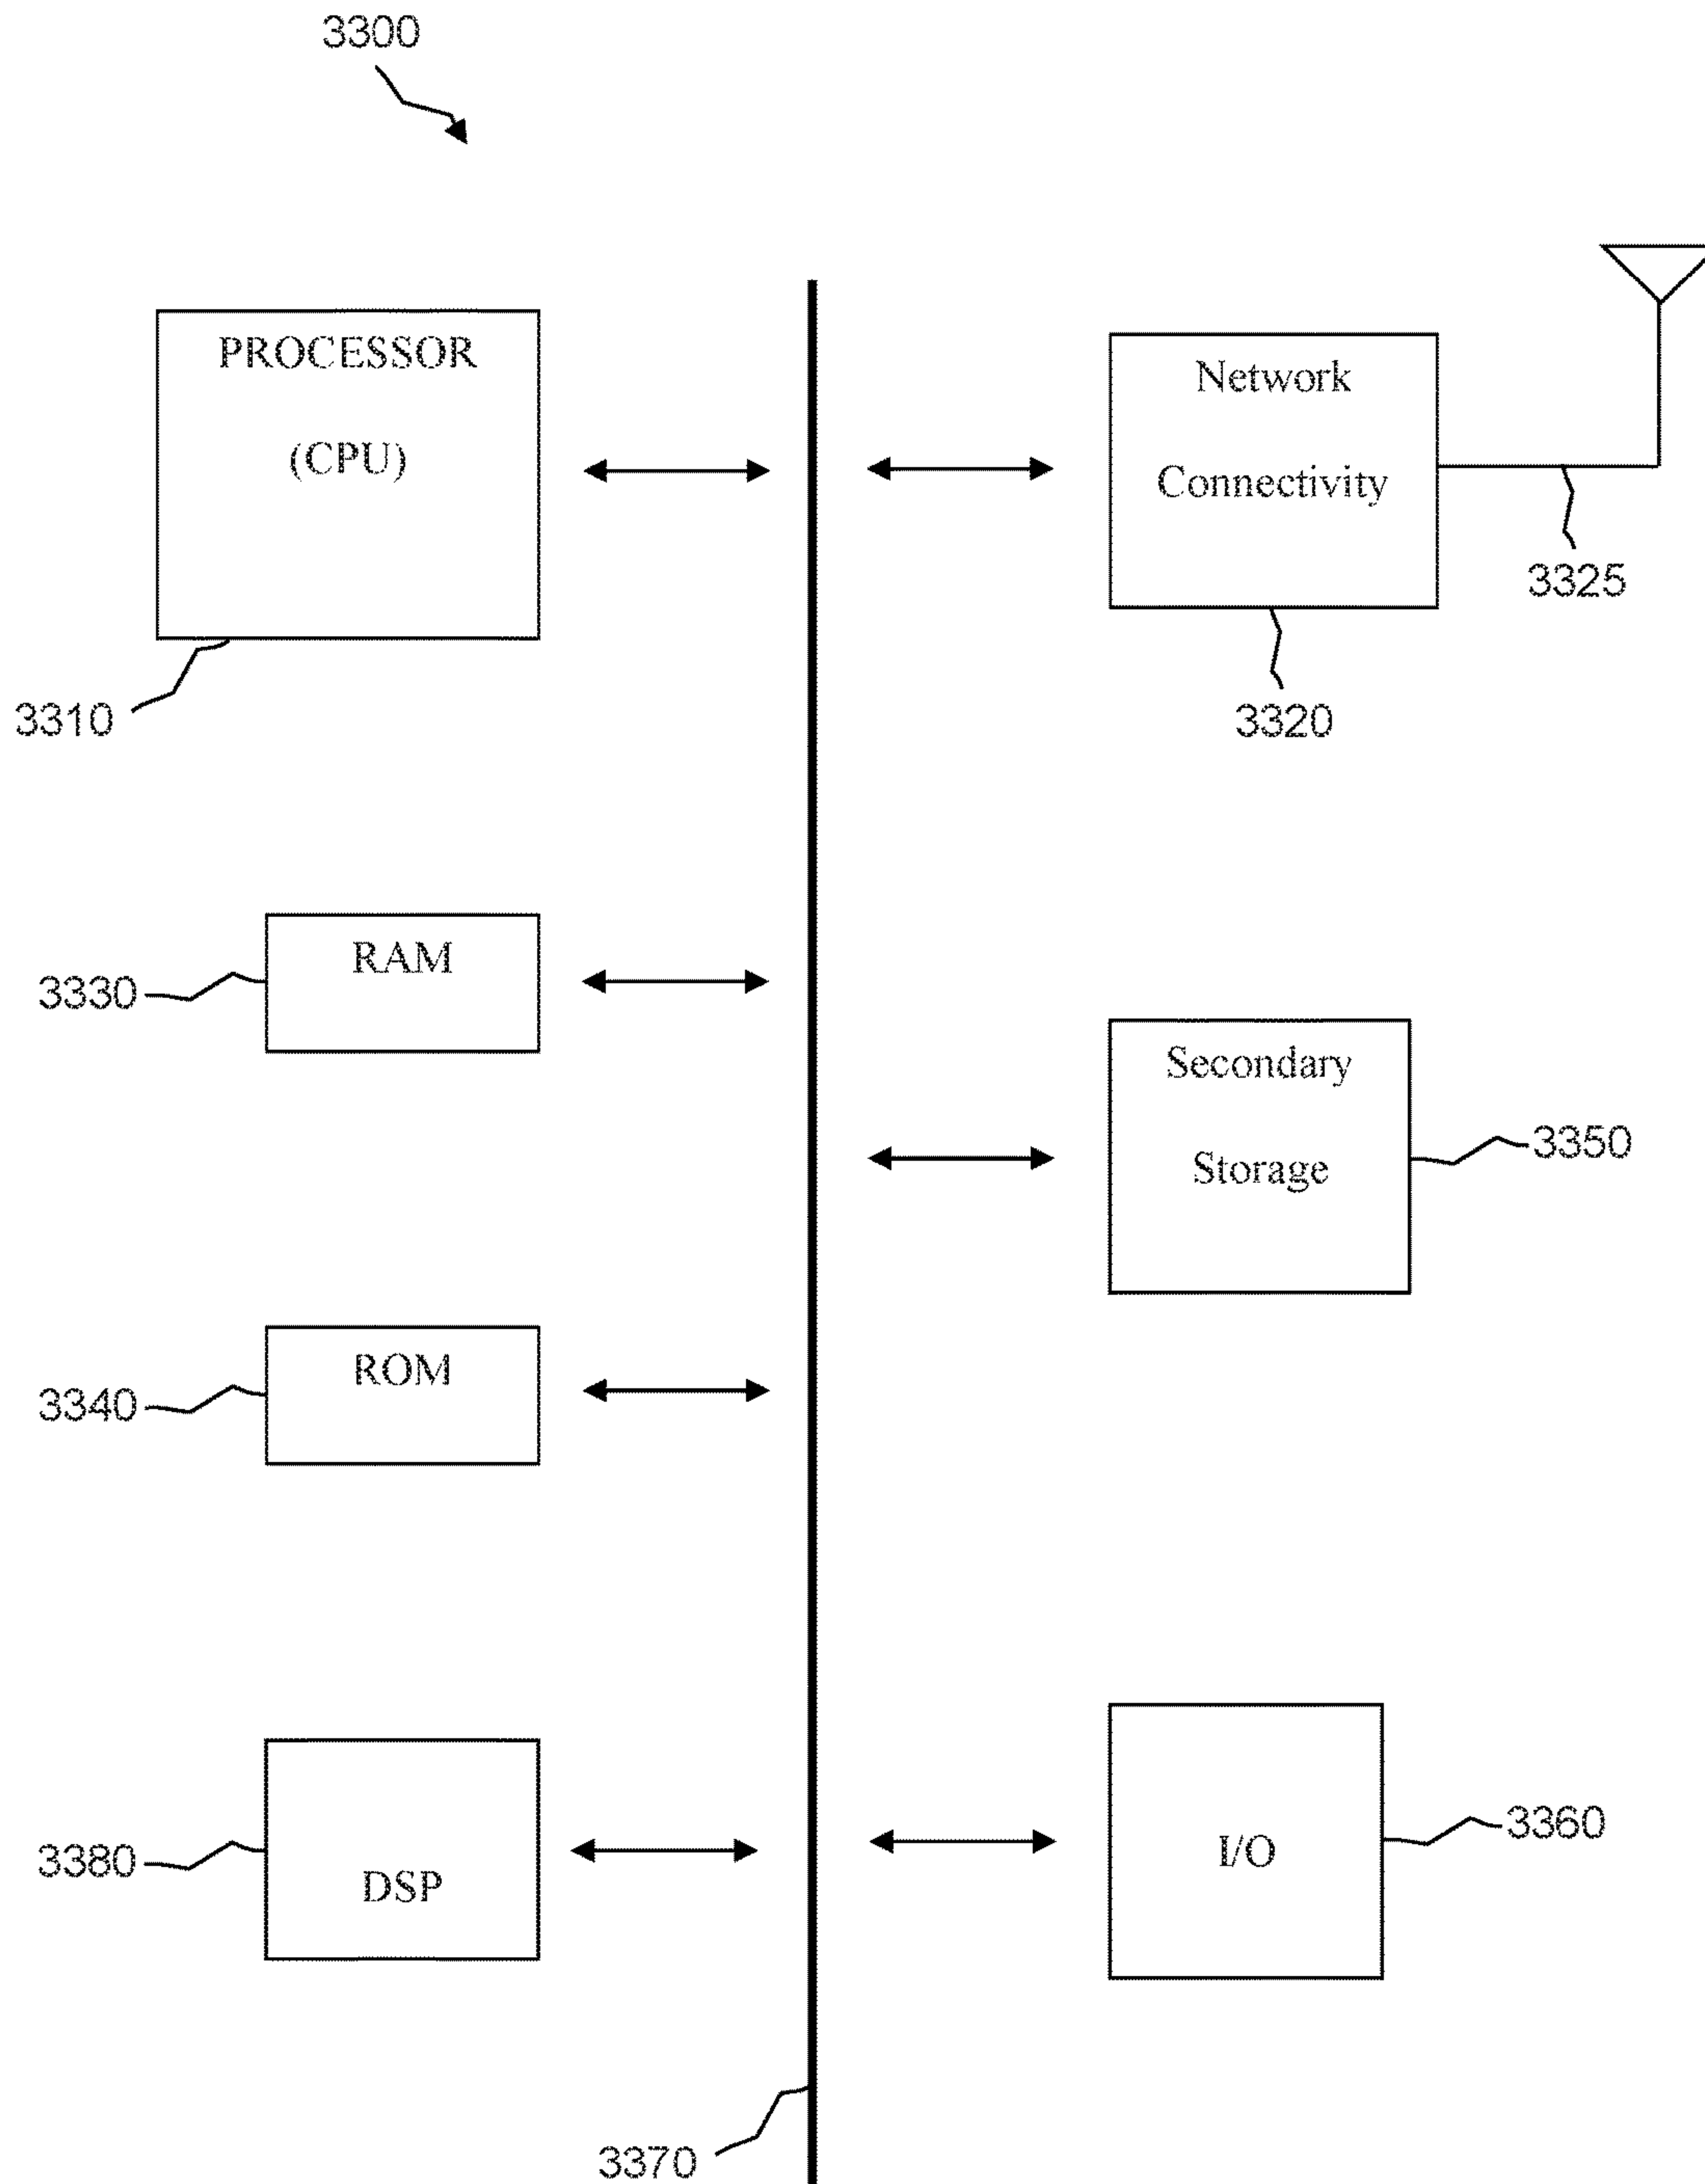 3300
PROCESSOR
(CPU)
3310
Network
Connectivity
3325
3320
RAM
3330
Secondary
Storage
3350
ROM
3340
DSP
3380
I/O
3360
3370